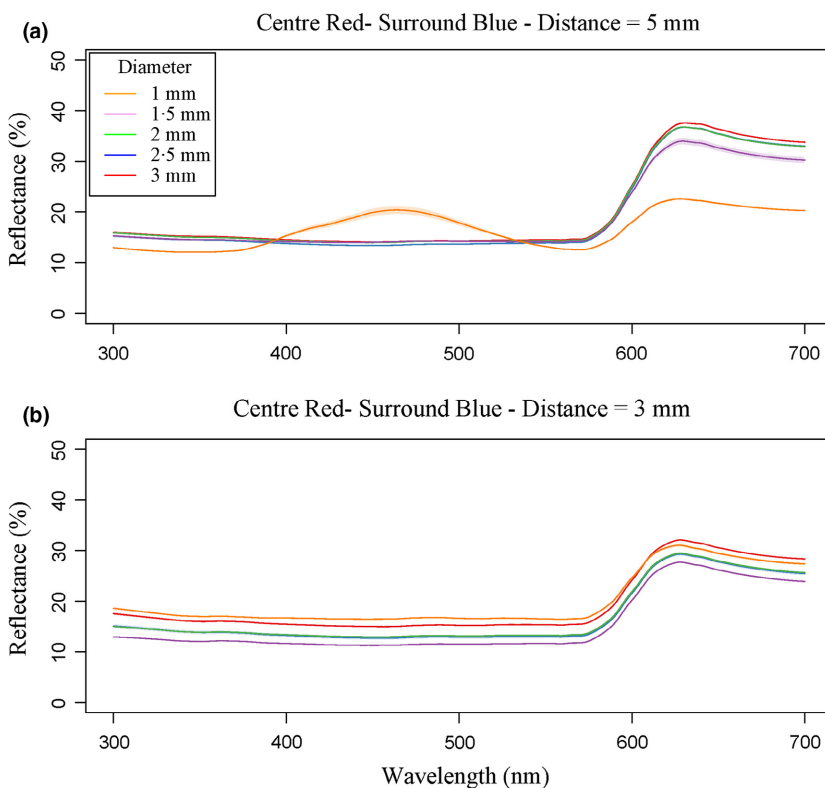 (a)
Centre Red- Surround Blue - Distance = 5 mm
Diameter
1 mm
1·5 mm
2 mm
2·5 mm
3 mm
Reflectance (%)
50
40
30
20
10
0
300 400 500 600 700
(b)
Centre Red- Surround Blue - Distance = 3 mm
Reflectance (%)
50
40
30
20
10
0
300 400 500 600 700
Wavelength (nm)